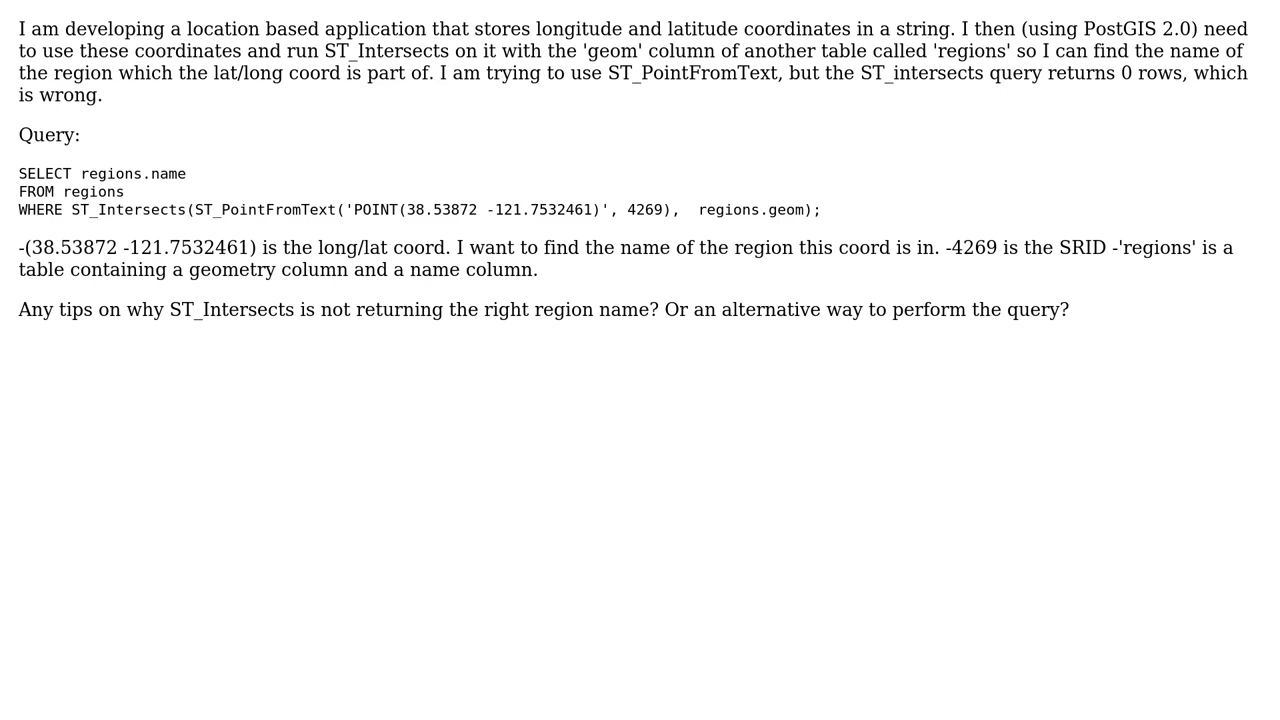 I am developing a location based application that stores longitude and latitude coordinates in a string. I then (using PostGIS 2.0) need
to use these coordinates and run ST_Intersects on it with the 'geom' column of another table called 'regions' so I can find the name of
the region which the lat/long coord is part of. I am trying to use ST_PointFromText, but the ST_intersects query returns 0 rows, which
is wrong.
Query:
SELECT regions.name
FROM regions
WHERE ST_Intersects(ST_PointFromText('POINT(38.53872 -121.7532461)', 4269),  regions.geom);
-(38.53872 -121.7532461) is the long/lat coord. I want to find the name of the region this coord is in. -4269 is the SRID -'regions' is a
table containing a geometry column and a name column.
Any tips on why ST_Intersects is not returning the right region name? Or an alternative way to perform the query?